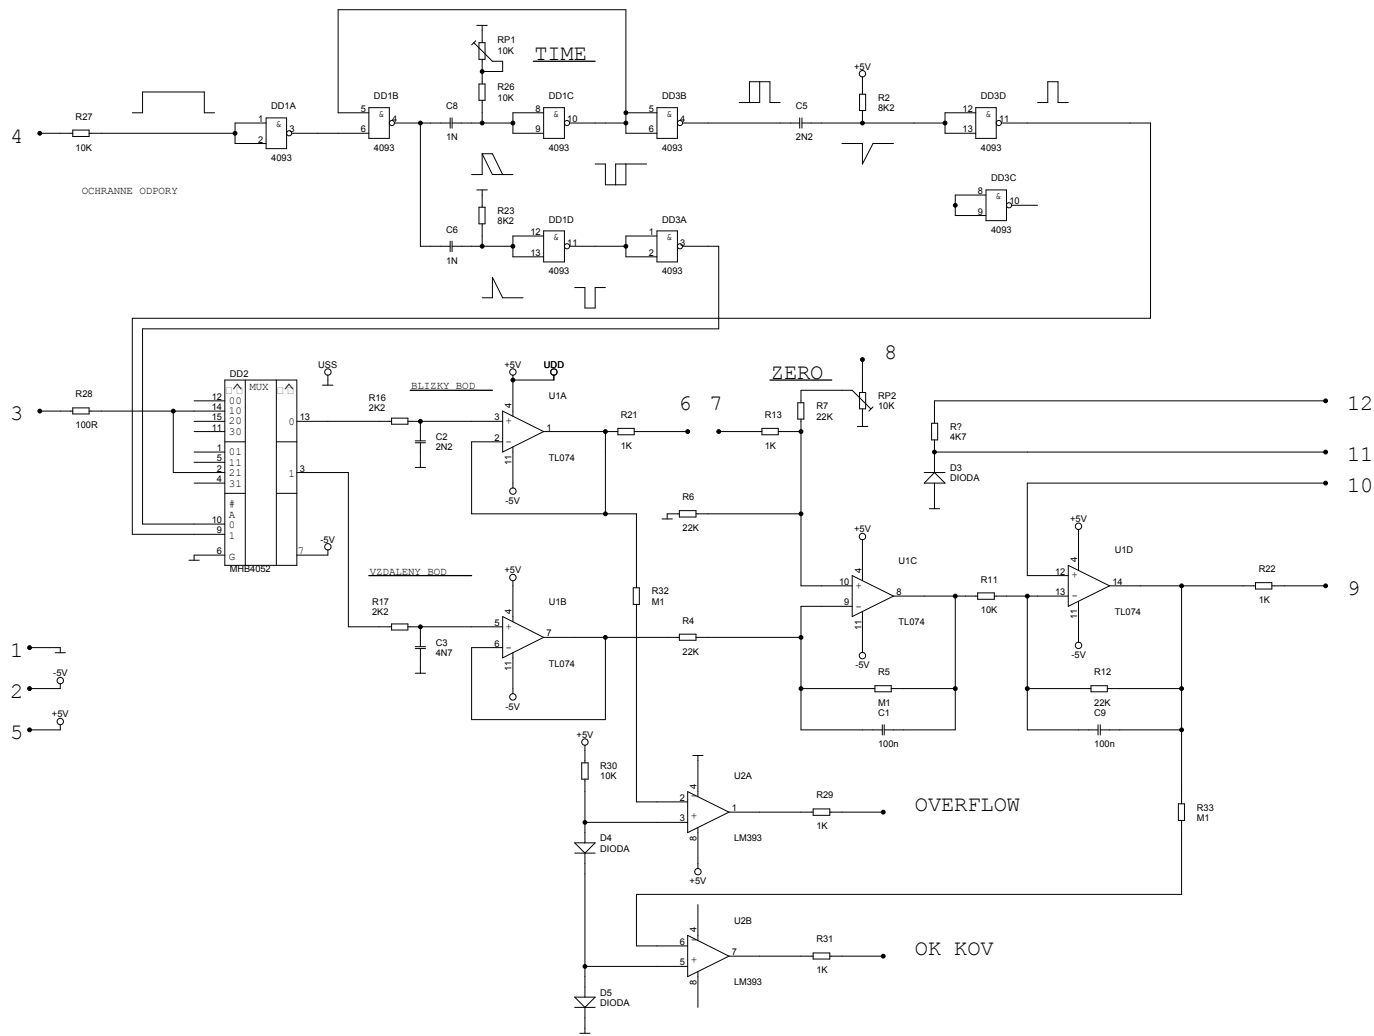 RP1
10K
TIME
R26
10K
+5V
R2
8K2
DD1A
DD1B
C8
DD1C
DD3B
C5
DD3D
4
R27
10K
1
2
&
3
4093
5
6
&
4
4093
1N
8
9
&
10
4093
5
6
&
4
4093
2N2
12
13
&
11
4093
OCHRANNE ODPORY
DD3C
8
9
&
10
4093
R23
8K2
C6
1N
DD1D
12
13
&
11
4093
DD3A
1
2
&
3
4093
3
R28
100R
DD2
MUX
12
14
15
11
00
10
20
30
0
13
1
5
2
4
01
11
21
31
1
3
#
A
10
9
0
1
6
G
7
-5V
MHB4052
USS
BLIZKY BOD
R16
2K2
C2
2N2
+5V
UDD
U1A
3
2
+
−
4
11
1
TL074
-5V
R21
1K
6
7
R13
1K
ZERO
R7
22K
8
RP2
10K
R?
4K7
D3
DIODA
12
11
10
R6
22K
VZDALENY BOD
R17
2K2
C3
4N7
+5V
U1B
5
6
+
−
4
11
7
TL074
-5V
R32
M1
R4
22K
+5V
U1C
10
9
+
−
4
11
8
TL074
-5V
R5
M1
C1
100n
R11
10K
+5V
U1D
12
13
+
−
4
11
14
TL074
-5V
R12
22K
C9
100n
R22
1K
9
1
2
-5V
5
+5V
+5V
R30
10K
D4
DIODA
D5
DIODA
U2A
2
3
−
+
4
8
1
LM393
+5V
R29
1K
OVERFLOW
R33
M1
U2B
6
5
−
+
4
8
7
LM393
R31
1K
OK KOV